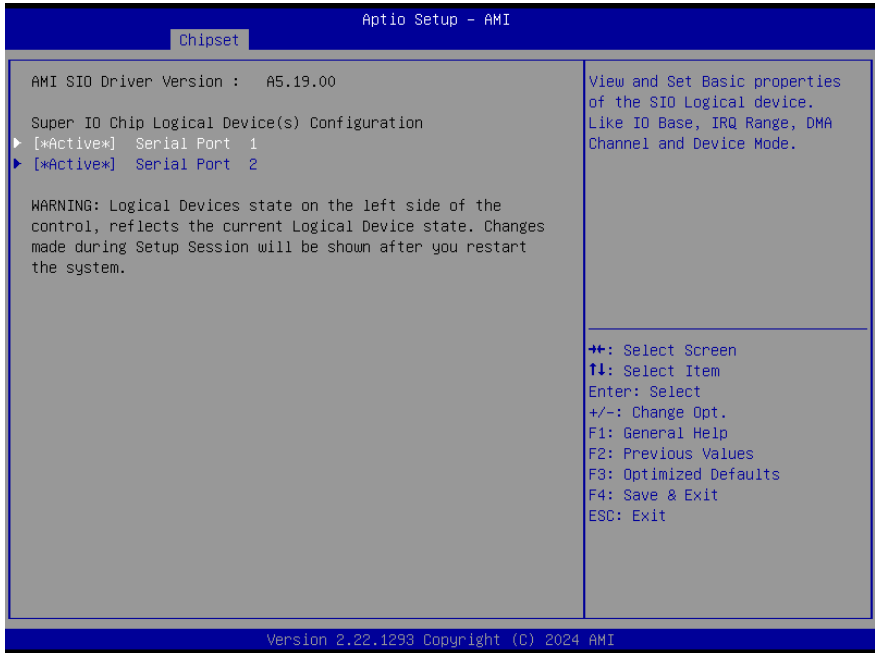 Aptio Setup – AMI
Chipset
AMI SIO Driver Version : A5.19.00
Super IO Chip Logical Device(s) Configuration
[*Active*] Serial Port 1
[*Active*] Serial Port 2
WARNING: Logical Devices state on the left side of the
control, reflects the current Logical Device state. Changes
made during Setup Session will be shown after you restart
the system.
View and Set Basic properties
of the SIO Logical device.
Like IO Base, IRQ Range, DMA
Channel and Device Mode.
→←: Select Screen
↑↓: Select Item
Enter: Select
+/-: Change Opt.
F1: General Help
F2: Previous Values
F3: Optimized Defaults
F4: Save & Exit
ESC: Exit
Version 2.22.1293 Copyright (C) 2024 AMI